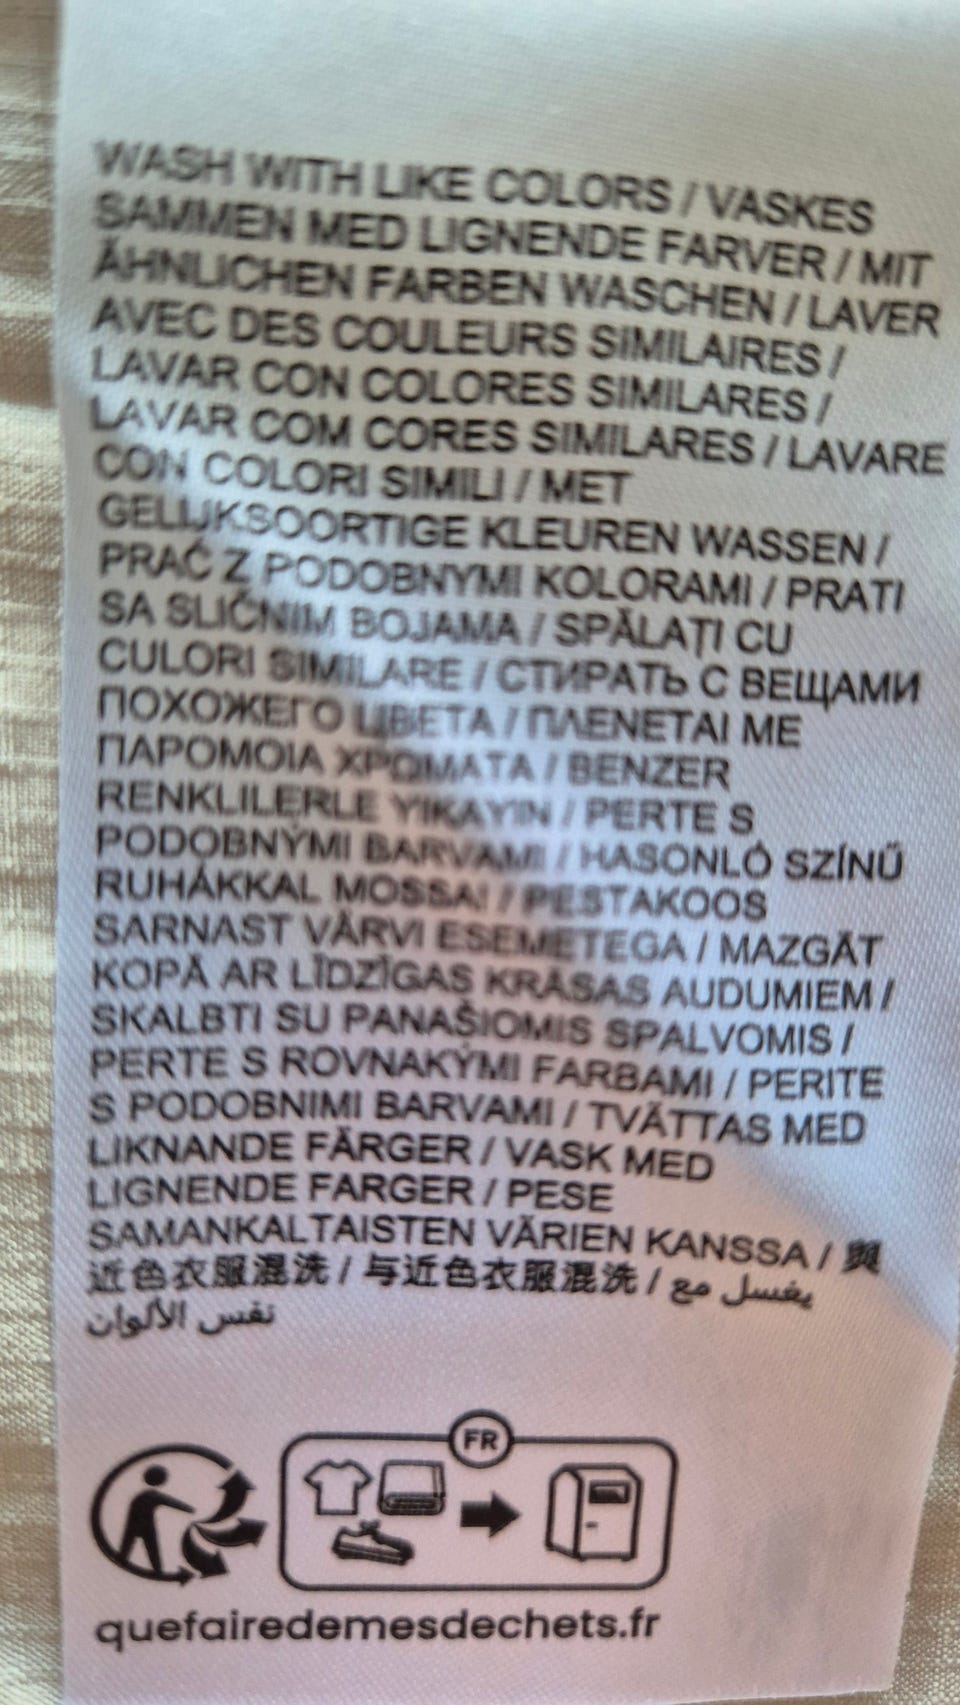 WASH WITH LIKE COLORS / VASKES
SAMMEN MED LIGNENDE FARVER / MIT
ÄHNLICHEN FARBEN WASCHEN / LAVER
AVEC DES COULEURS SIMILAIRES /
LAVAR CON COLORES SIMILARES /
LAVAR COM CORES SIMILARES / LAVARE
CON COLORI SIMILI / MET
GELIJKSOORTIGE KLEUREN WASSEN /
PRAĆ Z PODOBNYMI KOLORAMI / PRATI
SA SLIČNIM BOJAMA / SPĂLAȚI CU
CULORI SIMILARE / СТИРАТЬ С ВЕЩАМИ
ПОХОЖЕГО ЦВЕТА / ΠΛΕΝΕΤΑΙ ΜΕ
ΠΑΡΟΜΟΙΑ ΧΡΩΜΑΤΑ / BENZER
RENKLILERLE YIKAYIN / PERTE S
PODOBNÝMI BARVAMI / HASONLÓ SZÍNŰ
RUHÁKKAL MOSSA! / PESTAKOOS
SARNAST VÄRVI ESEMETEGA / MAZGĀT
KOPĀ AR LĪDZĪGAS KRĀSAS AUDUMIEM /
SKALBTI SU PANAŠIOMIS SPALVOMIS /
PERTE S ROVNAKÝMI FARBAMI / PERITE
S PODOBNIMI BARVAMI / TVÄTTAS MED
LIKNANDE FÄRGER / VASK MED
LIGNENDE FARGER / PESE
SAMANKALTAISTEN VÄRIEN KANSSA / 與
近色衣服混洗 / 与近色衣服混洗 / يغسل مع
نفس الألوان
FR
quefairedemesdechets.fr